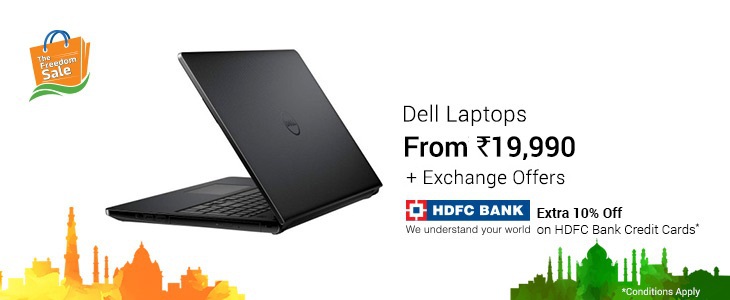 The
Freedom
Sale
DELL
Dell Laptops
From ₹19,990
+ Exchange Offers
HDFC BANK
We understand your world
Extra 10% Off
on HDFC Bank Credit Cards*
*Conditions Apply